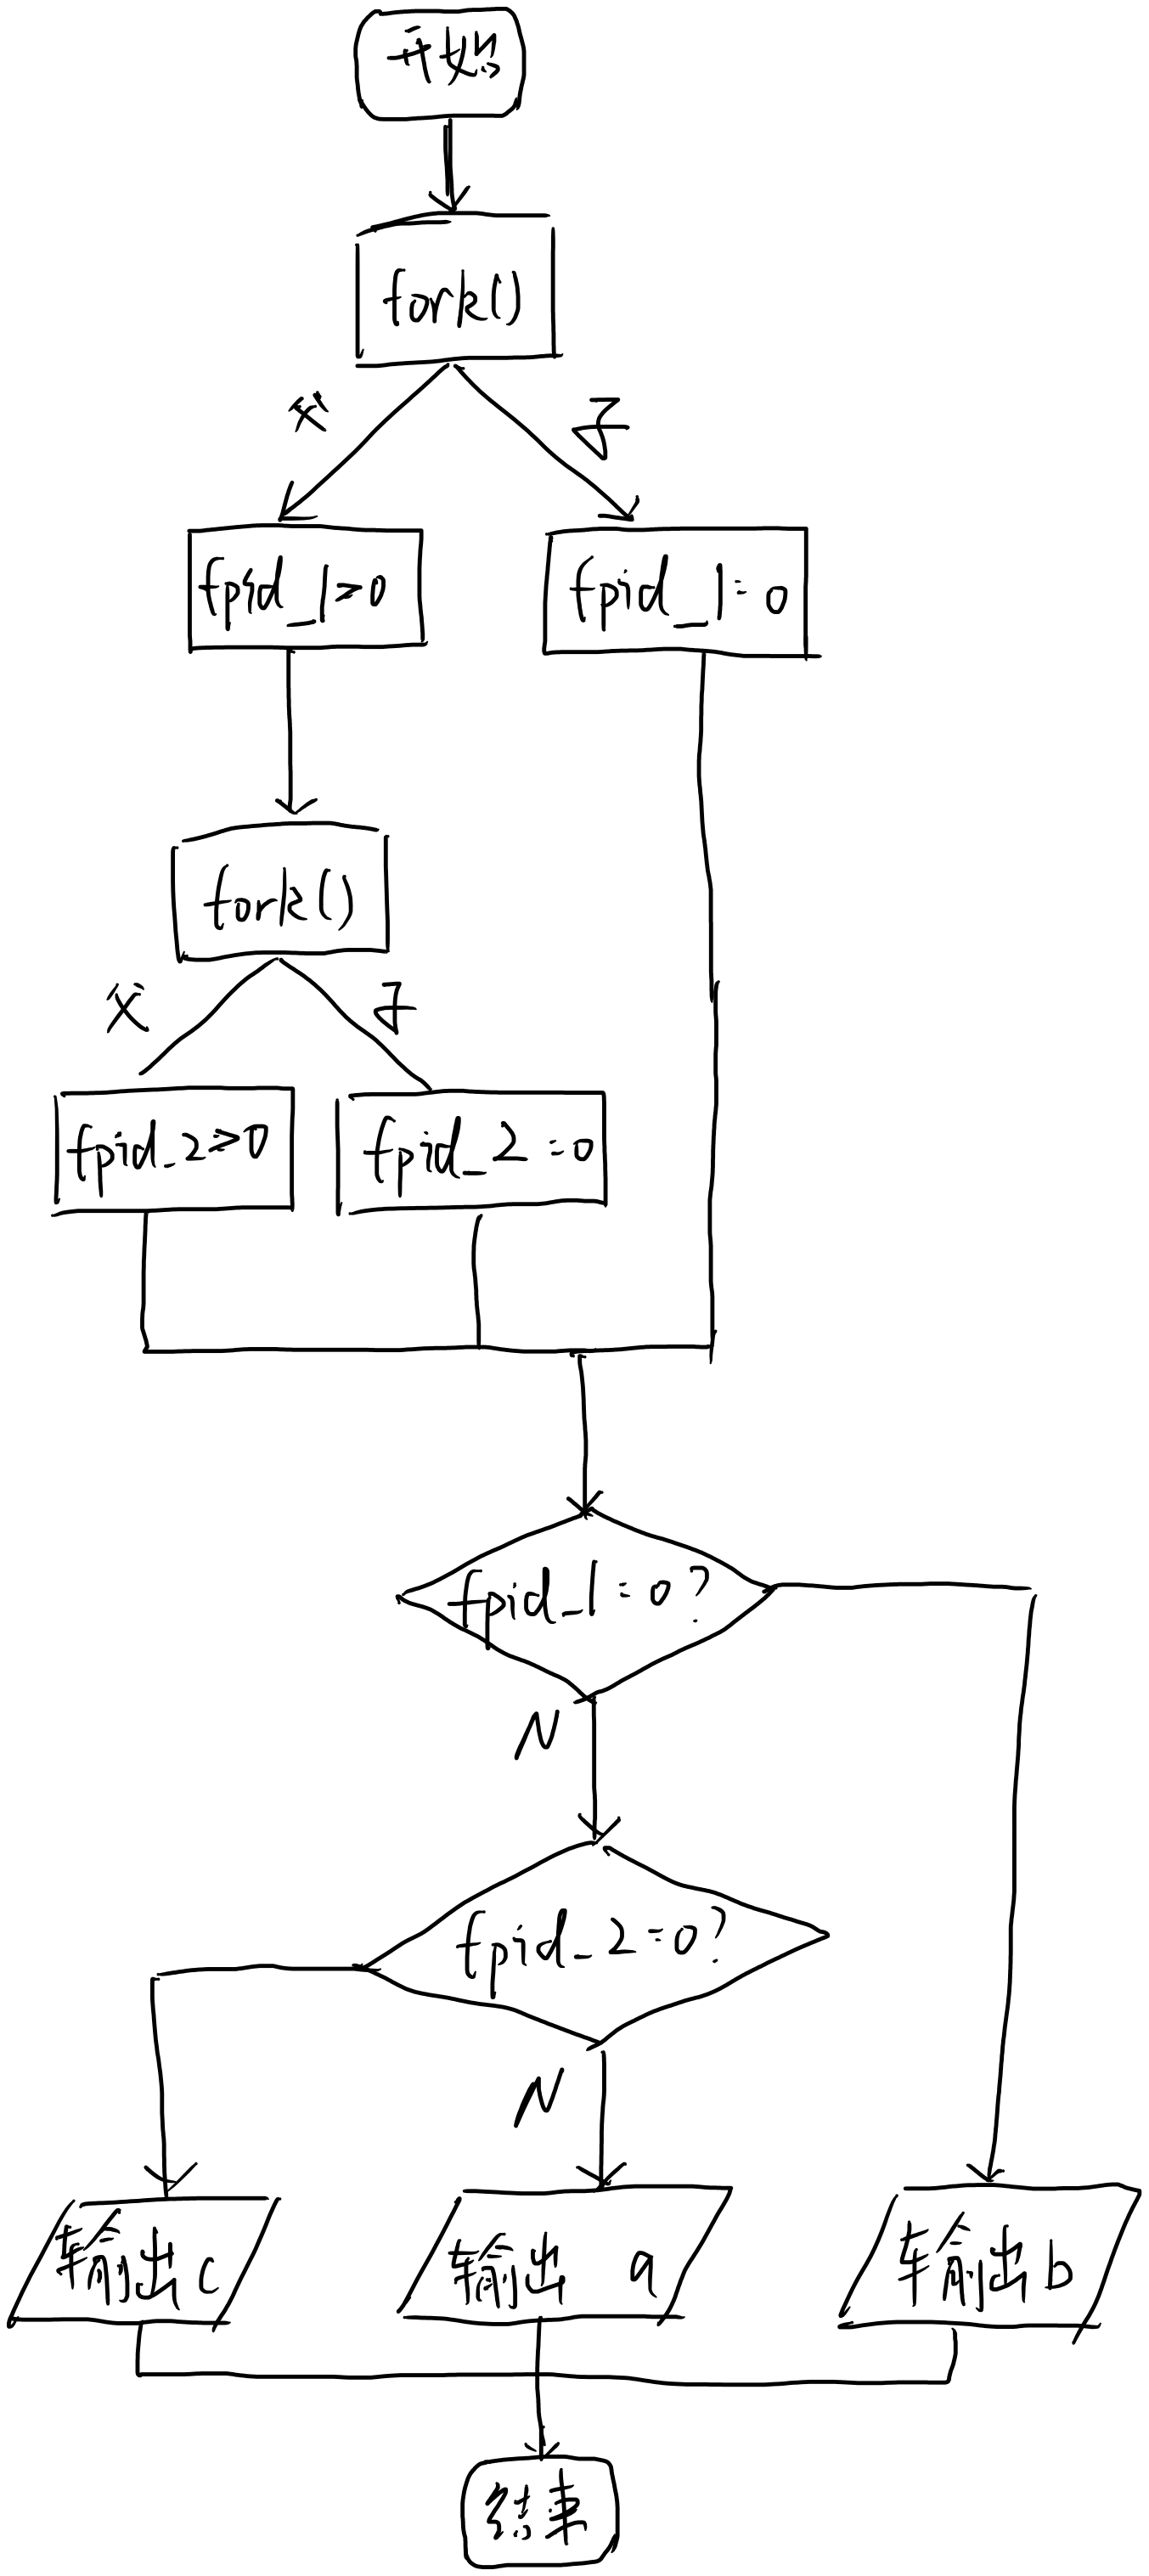 开始
fork()
父
子
fpid_1>0
fpid_1=0
fork()
父
子
fpid_2>0
fpid_2=0
fpid_1=0?
N
fpid_2=0?
N
输出c
输出 a
输出b
结束